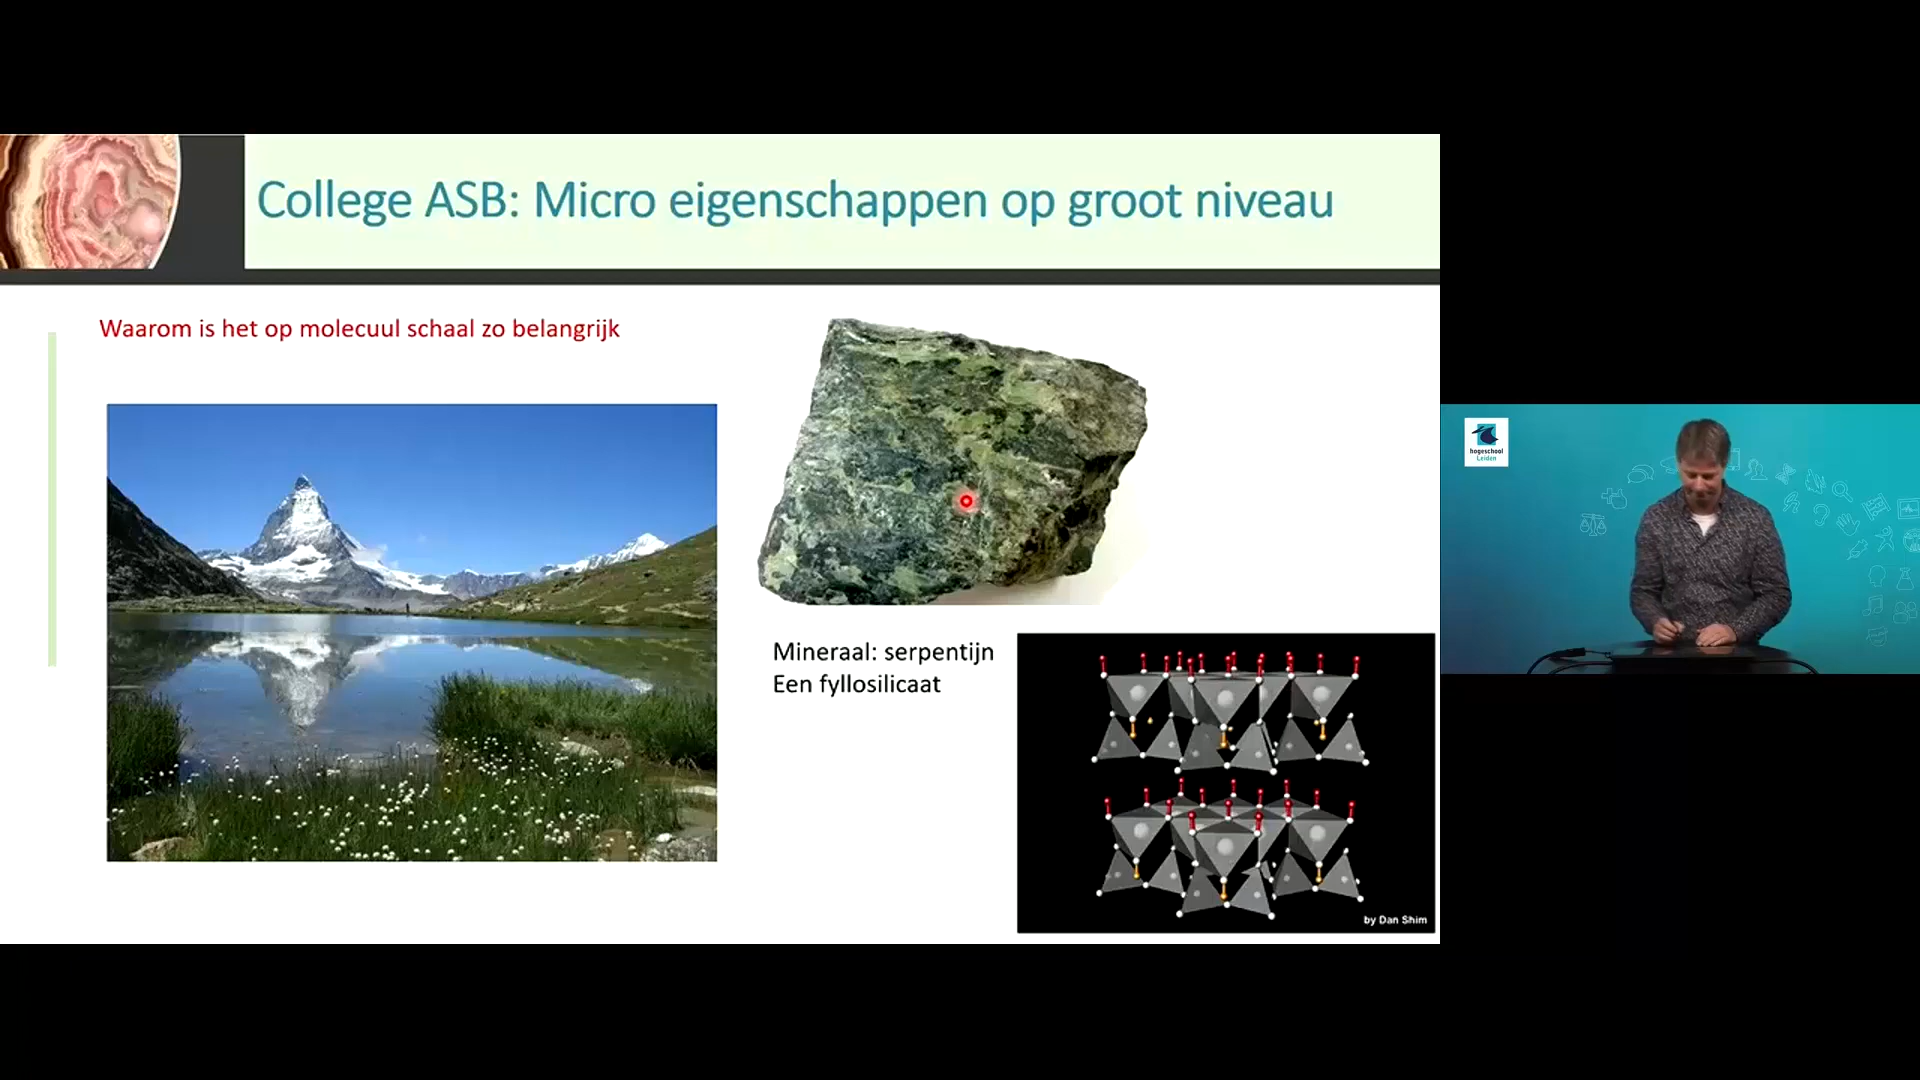 College ASB: Micro eigenschappen op groot niveau
Waarom is het op molecuul schaal zo belangrijk
Mineraal: serpentijn
Een fyllosilicaat
by Dan Shim
hogeschool
Leiden